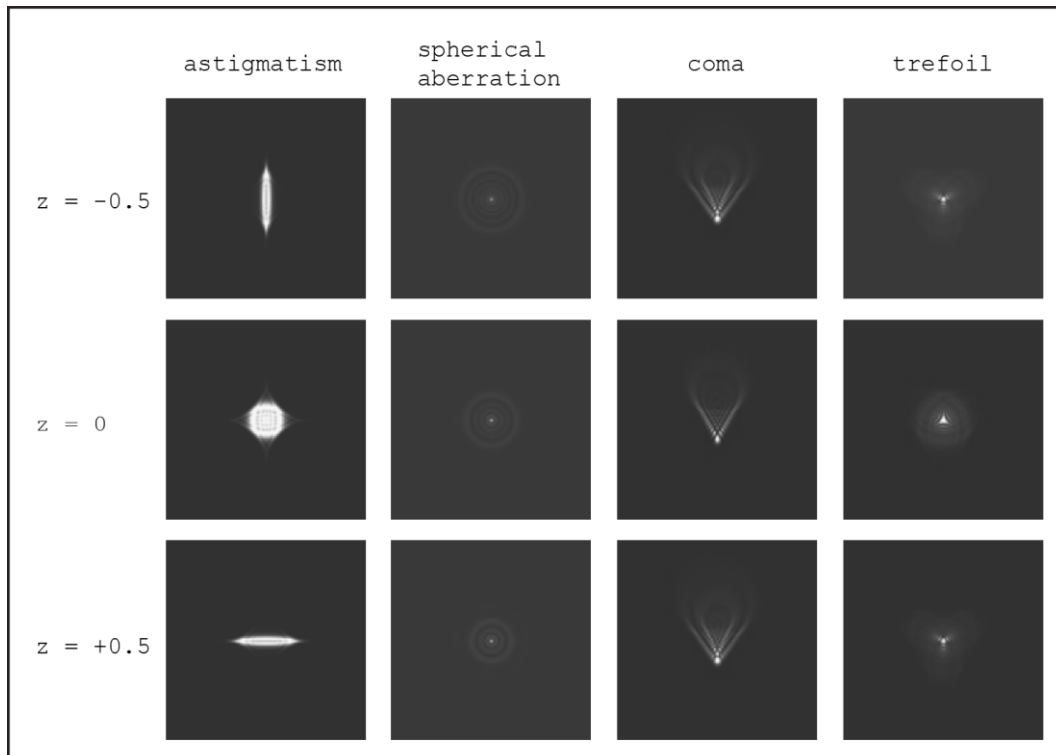 astigmatism
spherical
aberration
coma
trefoil
z = -0.5
z = 0
z = +0.5